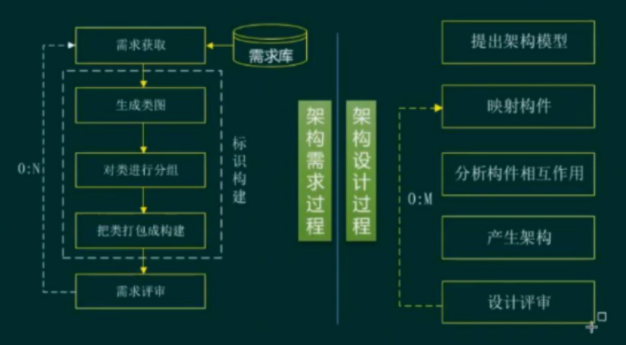 需求获取
需求库
生成类图
对类进行分组
把类打包成构建
标识构建
0:N
需求评审
架构需求过程
架构设计过程
提出架构模型
映射构件
分析构件相互作用
0:M
产生架构
设计评审